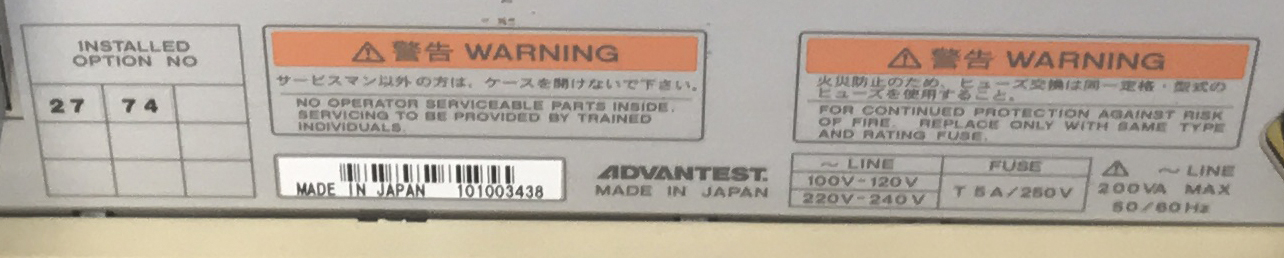 INSTALLED
OPTION NO
27 74
⚠ 警告 WARNING
サービスマン以外の方は、ケースを開けないで下さい。
NO OPERATOR SERVICEABLE PARTS INSIDE.
SERVICING TO BE PROVIDED BY TRAINED
INDIVIDUALS.
MADE IN JAPAN 101003438
ADVANTEST.
MADE IN JAPAN
⚠ 警告 WARNING
火災防止のため、ヒューズ交換は同一定格・型式の
ヒューズを使用すること。
FOR CONTINUED PROTECTION AGAINST RISK
OF FIRE. REPLACE ONLY WITH SAME TYPE
AND RATING FUSE.
~ LINE FUSE
100V-120V
220V-240V
T 5A/250V
⚠ ~ LINE
200VA MAX
50/60Hz